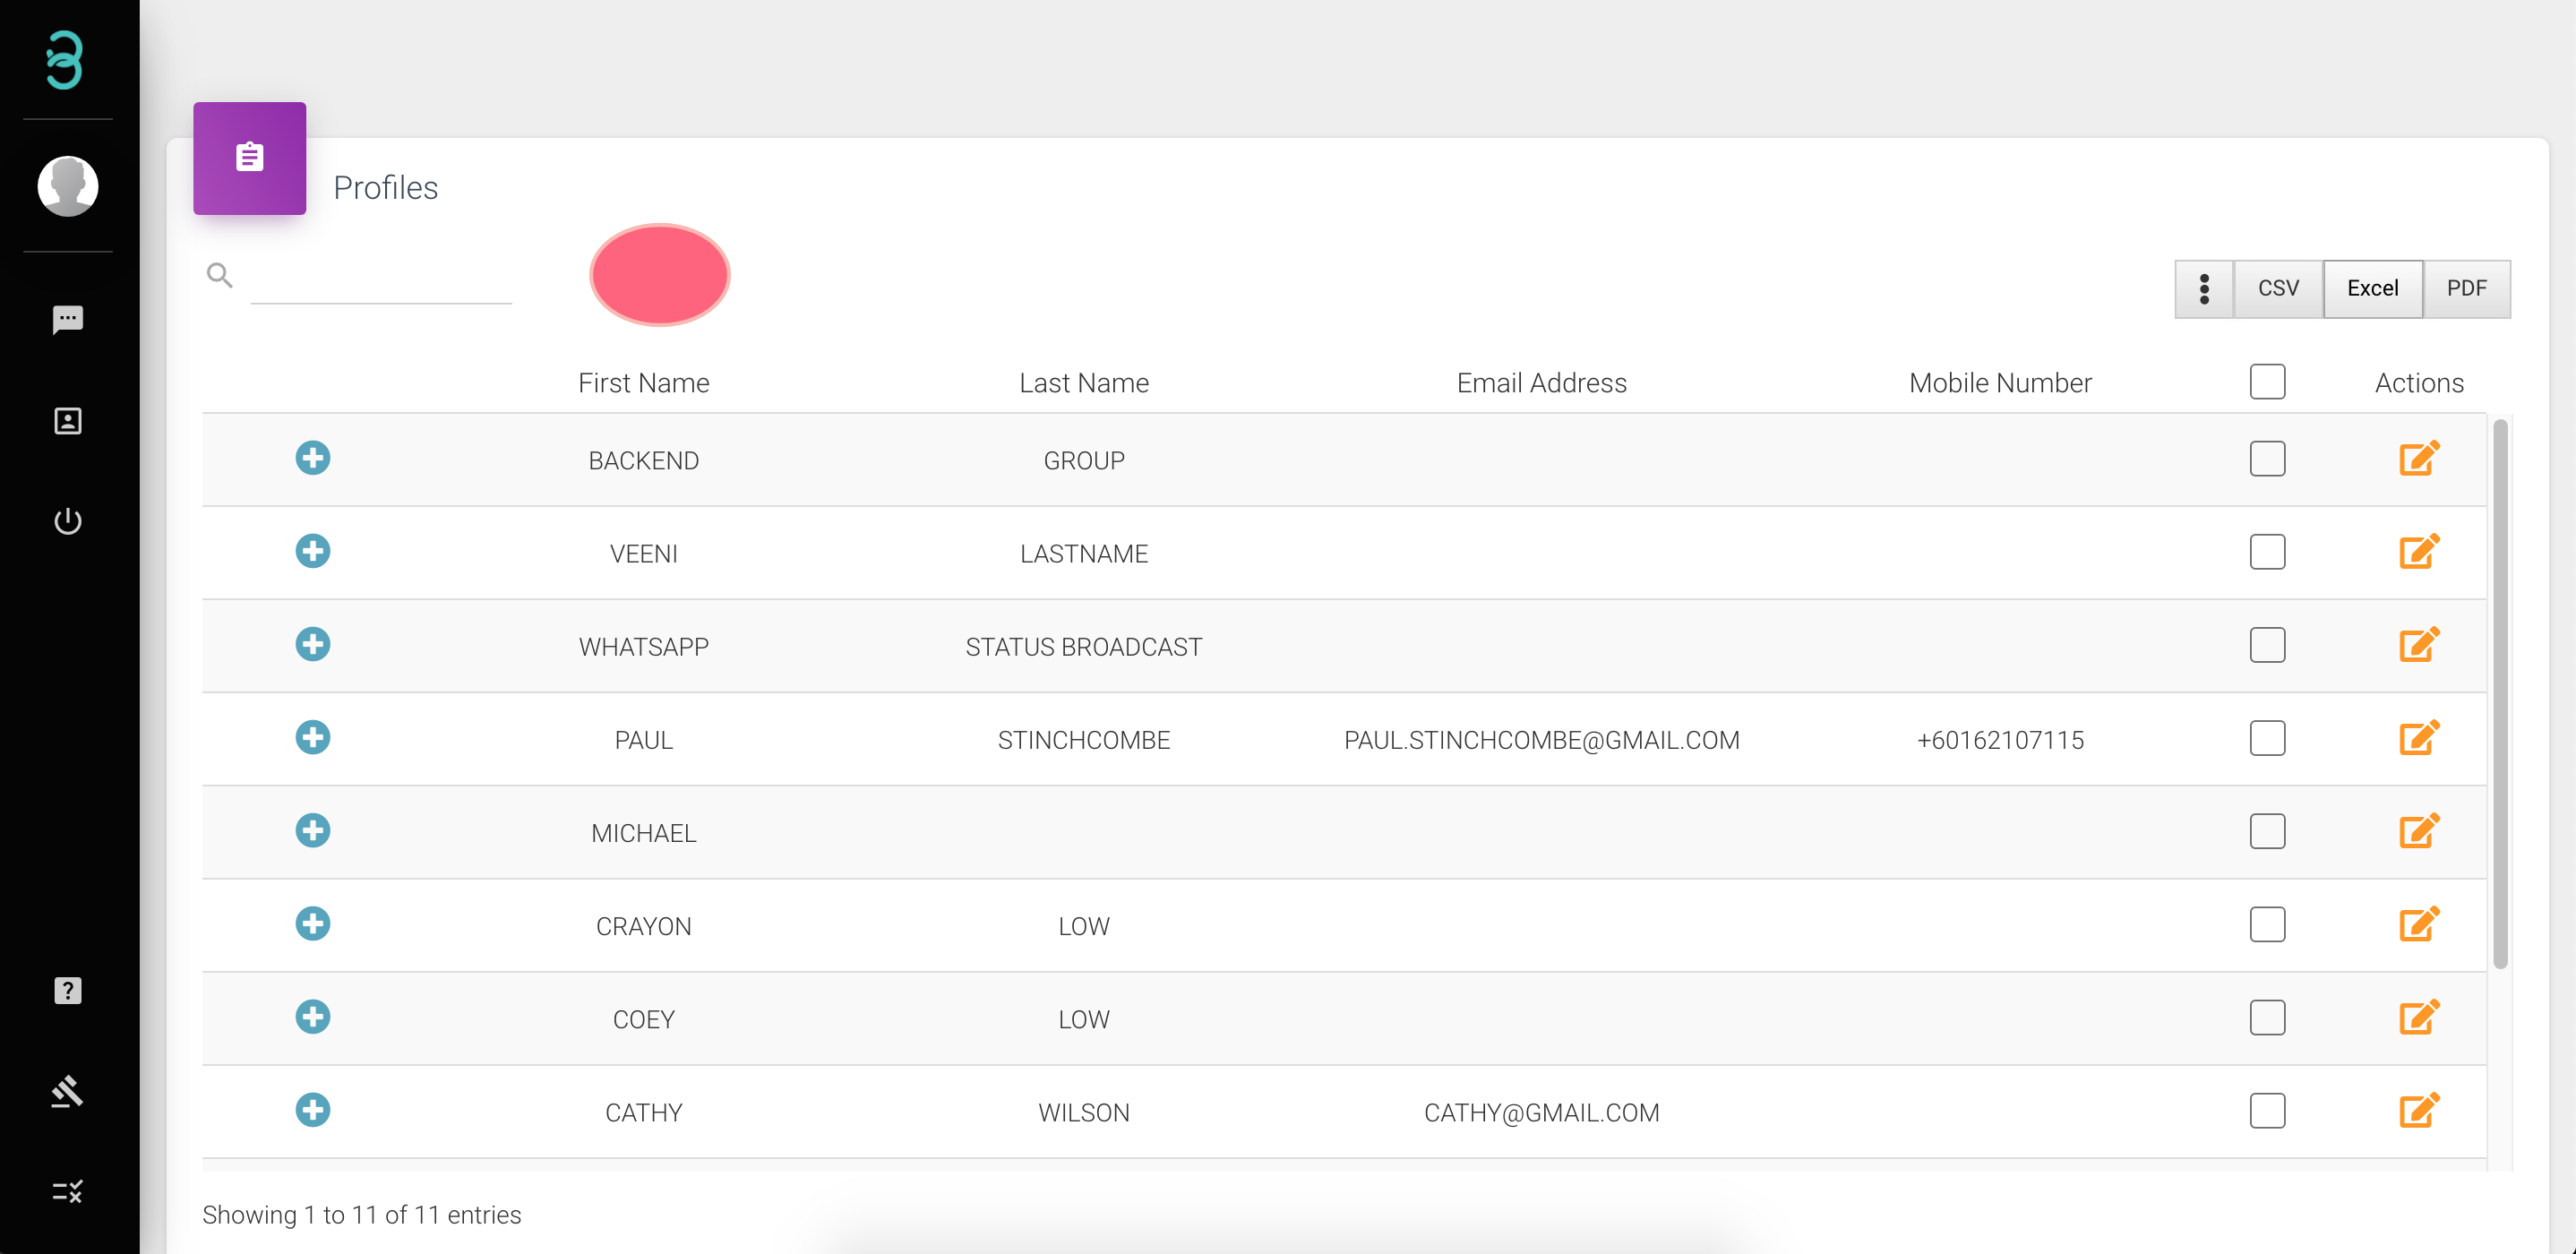 Profiles
CSV Excel PDF
First Name Last Name Email Address Mobile Number Actions
BACKEND GROUP
VEENI LASTNAME
WHATSAPP STATUS BROADCAST
PAUL STINCHCOMBE PAUL.STINCHCOMBE@GMAIL.COM +60162107115
MICHAEL
CRAYON LOW
COEY LOW
CATHY WILSON CATHY@GMAIL.COM
Showing 1 to 11 of 11 entries